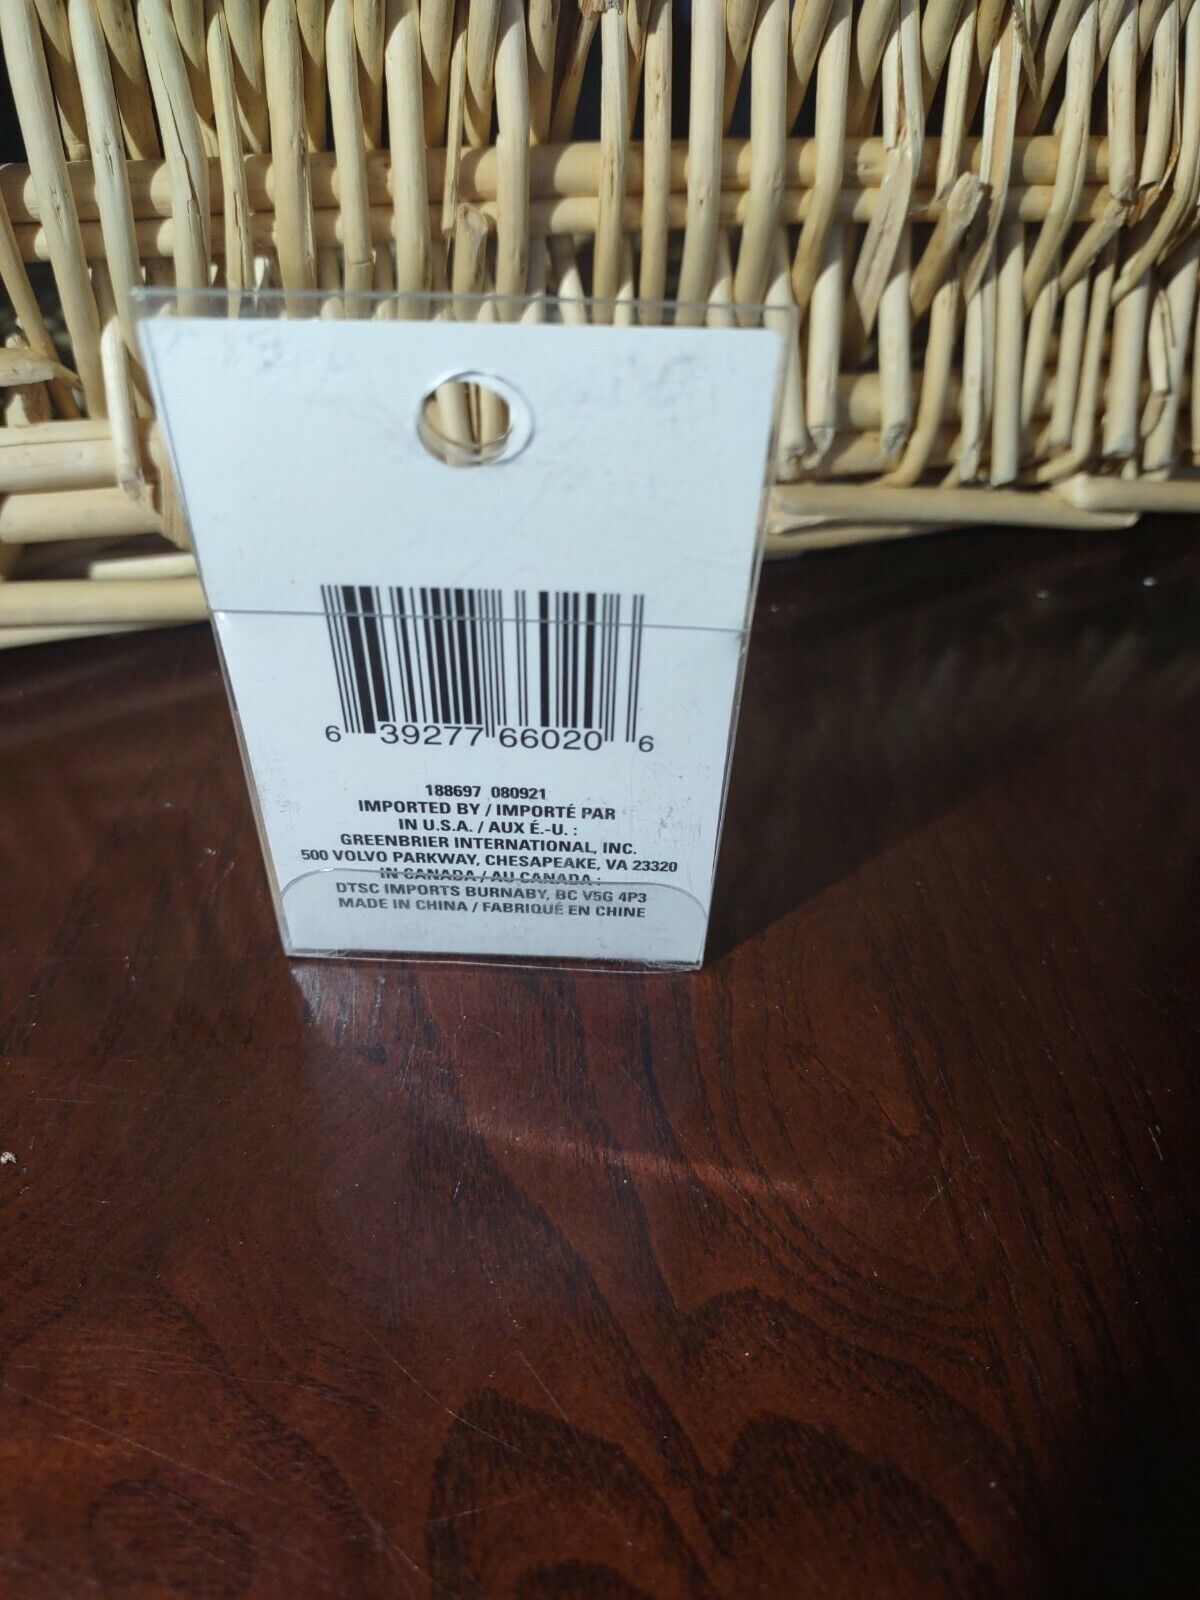 6 39277 66020 6
188697 080921
IMPORTED BY / IMPORTÉ PAR
IN U.S.A. / AUX É.-U. :
GREENBRIER INTERNATIONAL, INC.
500 VOLVO PARKWAY, CHESAPEAKE, VA 23320
IN CANADA / AU CANADA :
DTSC IMPORTS BURNABY, BC V5G 4P3
MADE IN CHINA / FABRIQUÉ EN CHINE